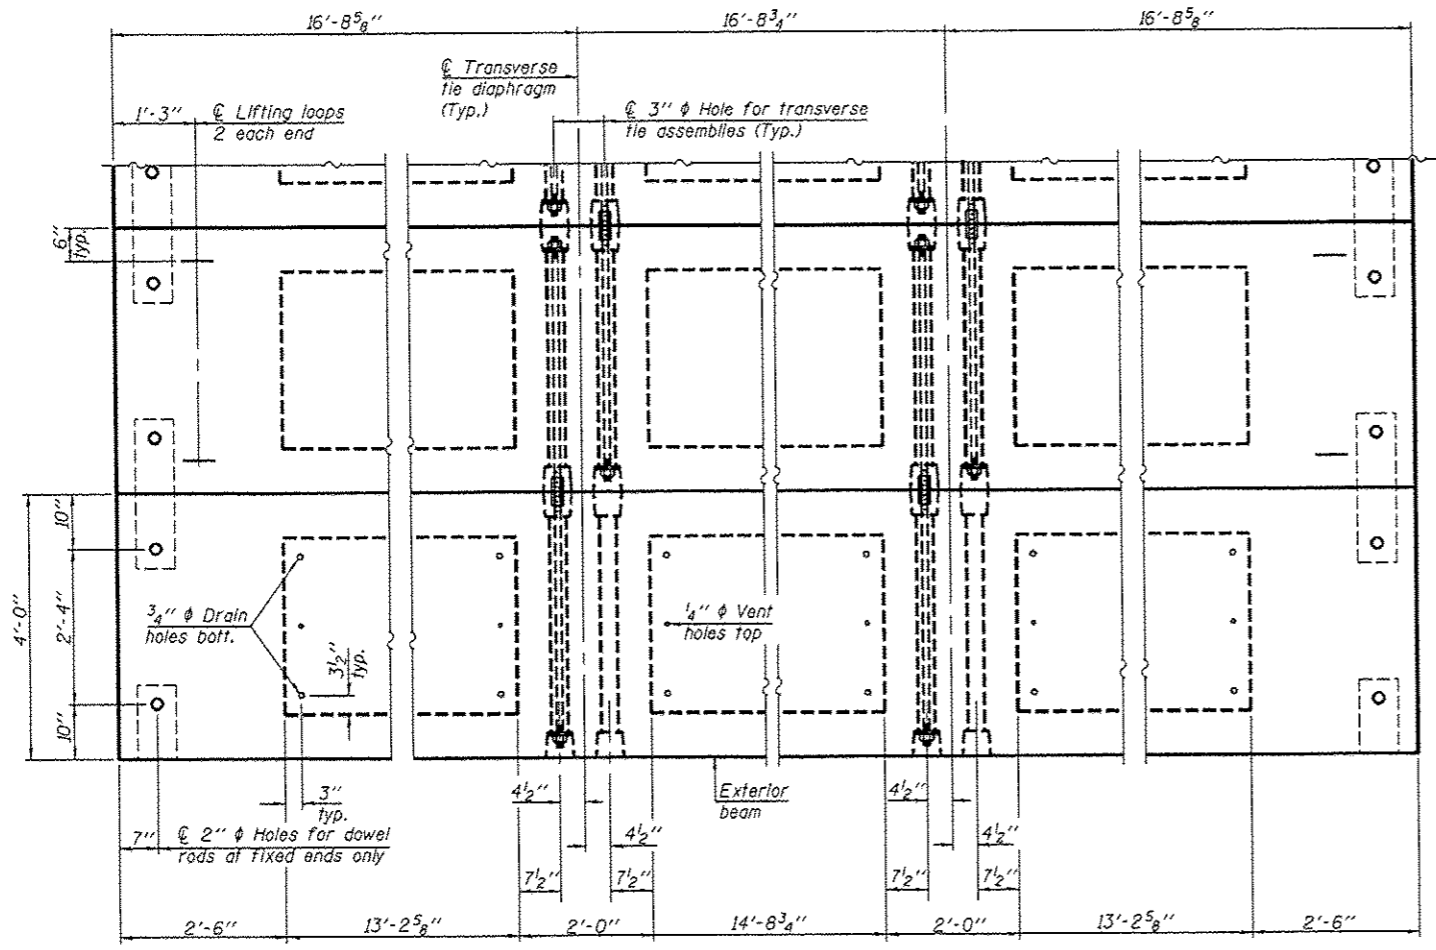 16'-8⅝" 16'-8¾" 16'-8⅝"
℄ Transverse
tie diaphragm
(Typ.)
1'-3" ℄ Lifting loops
2 each end
℄ 3" ϕ Hole for transverse
tie assemblies (Typ.)
6"
typ.
4'-0"
10"
2'-4"
10"
¾" ϕ Drain
holes bott.
3½"
typ.
¼" ϕ Vent
holes top
3"
typ.
7" ℄ 2" ϕ Holes for dowel
rods at fixed ends only
4½"
4½"
Exterior
beam
4½"
4½"
7½" 7½" 7½" 7½"
2'-6" 13'-2⅝" 2'-0" 14'-8¾" 2'-0" 13'-2⅝" 2'-6"